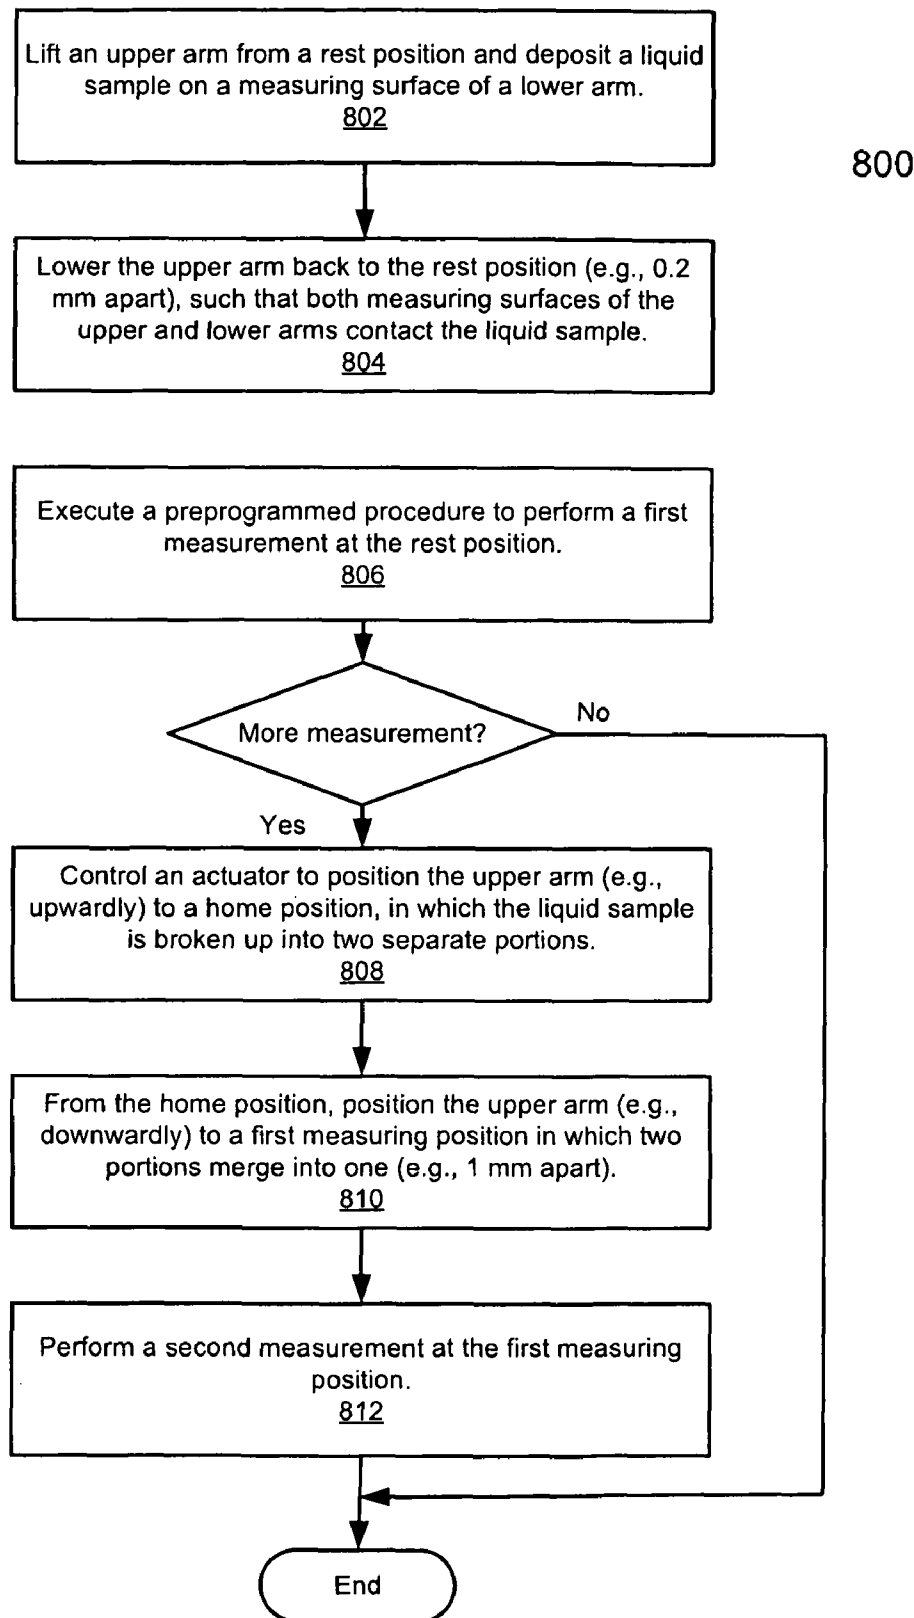 Lift an upper arm from a rest position and deposit a liquid
sample on a measuring surface of a lower arm.
802
800
Lower the upper arm back to the rest position (e.g., 0.2
mm apart), such that both measuring surfaces of the
upper and lower arms contact the liquid sample.
804
Execute a preprogrammed procedure to perform a first
measurement at the rest position.
806
More measurement?
No
Yes
Control an actuator to position the upper arm (e.g.,
upwardly) to a home position, in which the liquid sample
is broken up into two separate portions.
808
From the home position, position the upper arm (e.g.,
downwardly) to a first measuring position in which two
portions merge into one (e.g., 1 mm apart).
810
Perform a second measurement at the first measuring
position.
812
End